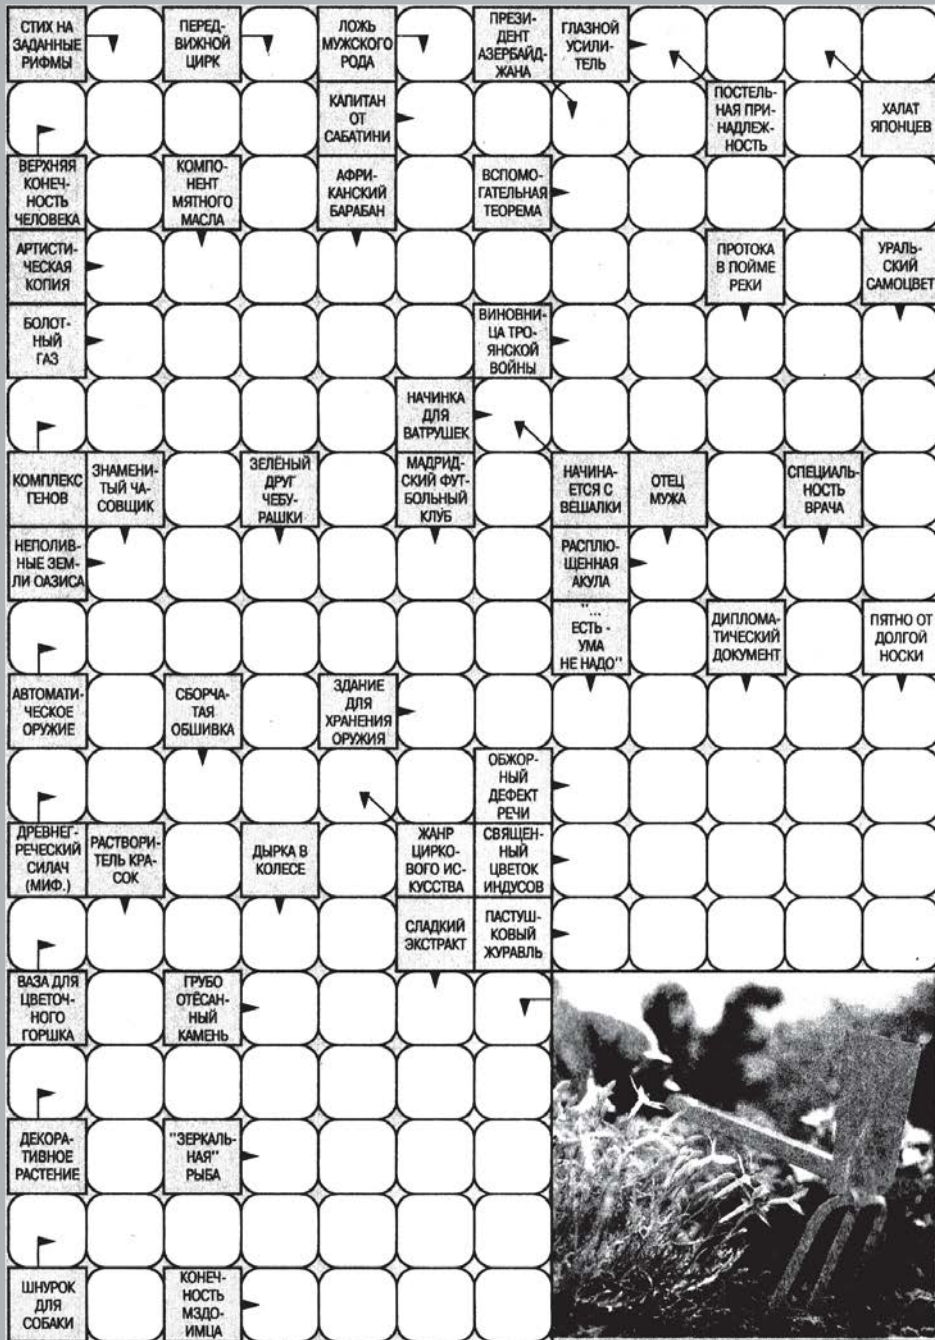 СТИХ НА
ЗАДАННЫЕ
РИФМЫ
ПЕРЕД-
ВИЖНОЙ
ЦИРК
ЛОЖЬ
МУЖСКОГО
РОДА
ПРЕЗИ-
ДЕНТ
АЗЕРБАЙД-
ЖАНА
ГЛАЗНОЙ
УСИЛИ-
ТЕЛЬ
КАПИТАН
ОТ
САБАТИНИ
ПОСТЕЛЬ-
НАЯ ПРИ-
НАДЛЕЖ-
НОСТЬ
ХАЛАТ
ЯПОНЦЕВ
ВЕРХНЯЯ
КОНЕЧ-
НОСТЬ
ЧЕЛОВЕКА
КОМПО-
НЕНТ
МЯТНОГО
МАСЛА
АФРИ-
КАНСКИЙ
БАРАБАН
ВСПОМО-
ГАТЕЛЬНАЯ
ТЕОРЕМА
АРТИСТИ-
ЧЕСКАЯ
КОПИЯ
ПРОТОКА
В ПОЙМЕ
РЕКИ
УРАЛЬ-
СКИЙ
САМОЦВЕТ
БОЛОТ-
НЫЙ
ГАЗ
ВИНОВНИ-
ЦА ТРО-
ЯНСКОЙ
ВОЙНЫ
НАЧИНКА
ДЛЯ
ВАТРУШЕК
КОМПЛЕКС
ГЕНОВ
ЗНАМЕНИ-
ТЫЙ ЧА-
СОВЩИК
ЗЕЛЁНЫЙ
ДРУГ
ЧЕБУ-
РАШКИ
МАДРИД-
СКИЙ ФУТ-
БОЛЬНЫЙ
КЛУБ
НАЧИНА-
ЕТСЯ С
ВЕШАЛКИ
ОТЕЦ
МУЖА
СПЕЦИАЛЬ-
НОСТЬ
ВРАЧА
НЕПОЛИВ-
НЫЕ ЗЕМ-
ЛИ ОАЗИСА
РАСПЛЮ-
ЩЕННАЯ
АКУЛА
"...
ЕСТЬ -
УМА
НЕ НАДО"
ДИПЛОМА-
ТИЧЕСКИЙ
ДОКУМЕНТ
ПЯТНО ОТ
ДОЛГОЙ
НОСКИ
АВТОМАТИ-
ЧЕСКОЕ
ОРУЖИЕ
СБОРЧА-
ТАЯ
ОБШИВКА
ЗДАНИЕ
ДЛЯ
ХРАНЕНИЯ
ОРУЖИЯ
ОБЖОР-
НЫЙ
ДЕФЕКТ
РЕЧИ
ДРЕВНЕГ-
РЕЧЕСКИЙ
СИЛАЧ
(МИФ.)
РАСТВОРИ-
ТЕЛЬ КРА-
СОК
ДЫРКА В
КОЛЕСЕ
ЖАНР
ЦИРКО-
ВОГО ИС-
КУССТВА
СВЯЩЕН-
НЫЙ
ЦВЕТОК
ИНДУСОВ
СЛАДКИЙ
ЭКСТРАКТ
ПАСТУШ-
КОВЫЙ
ЖУРАВЛЬ
ВАЗА ДЛЯ
ЦВЕТОЧ-
НОГО
ГОРШКА
ГРУБО
ОТЁСАН-
НЫЙ
КАМЕНЬ
ДЕКОРА-
ТИВНОЕ
РАСТЕНИЕ
"ЗЕРКАЛЬ-
НАЯ"
РЫБА
ШНУРОК
ДЛЯ
СОБАКИ
КОНЕЧ-
НОСТЬ
МЗДО-
ИМЦА